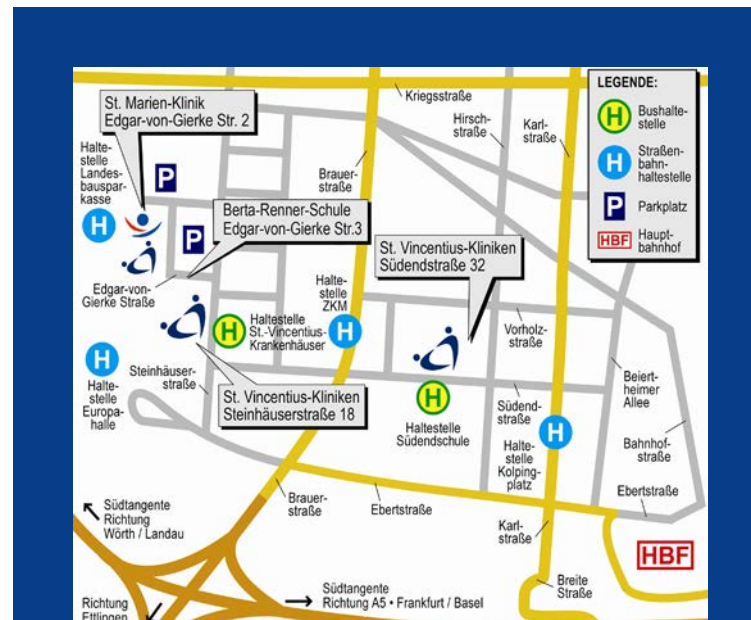 LEGENDE:
H
Bushalte-
stelle
H
Straßen-
bahn-
haltestelle
P
Parkplatz
HBF
Haupt-
bahnhof
St. Marien-Klinik
Edgar-von-Gierke Str. 2
Kriegsstraße
Hirsch-
straße
Karl-
straße
Halte-
stelle
Landes-
bauspar-
kasse
H
P
P
Brauer-
straße
Berta-Renner-Schule
Edgar-von-Gierke Str.3
St. Vincentius-Kliniken
Südendstraße 32
Edgar-von-
Gierke Straße
Halte-
stelle
ZKM
H
H
Haltestelle
St.-Vincentius-
Krankenhäuser
Vorholz-
straße
H
Halte-
stelle
Europa-
halle
Steinhäuser-
straße
St. Vincentius-Kliniken
Steinhäuserstraße 18
H
Haltestelle
Südendschule
Südend-
straße
H
Halte-
stelle
Kolping-
platz
Beiert-
heimer
Allee
Bahnhof-
straße
Ebertstraße
Brauer-
straße
Ebertstraße
Karl-
straße
HBF
Breite
Straße
Südtangente
Richtung
Wörth / Landau
Südtangente
Richtung A5 • Frankfurt / Basel
Richtung
Ettlingen